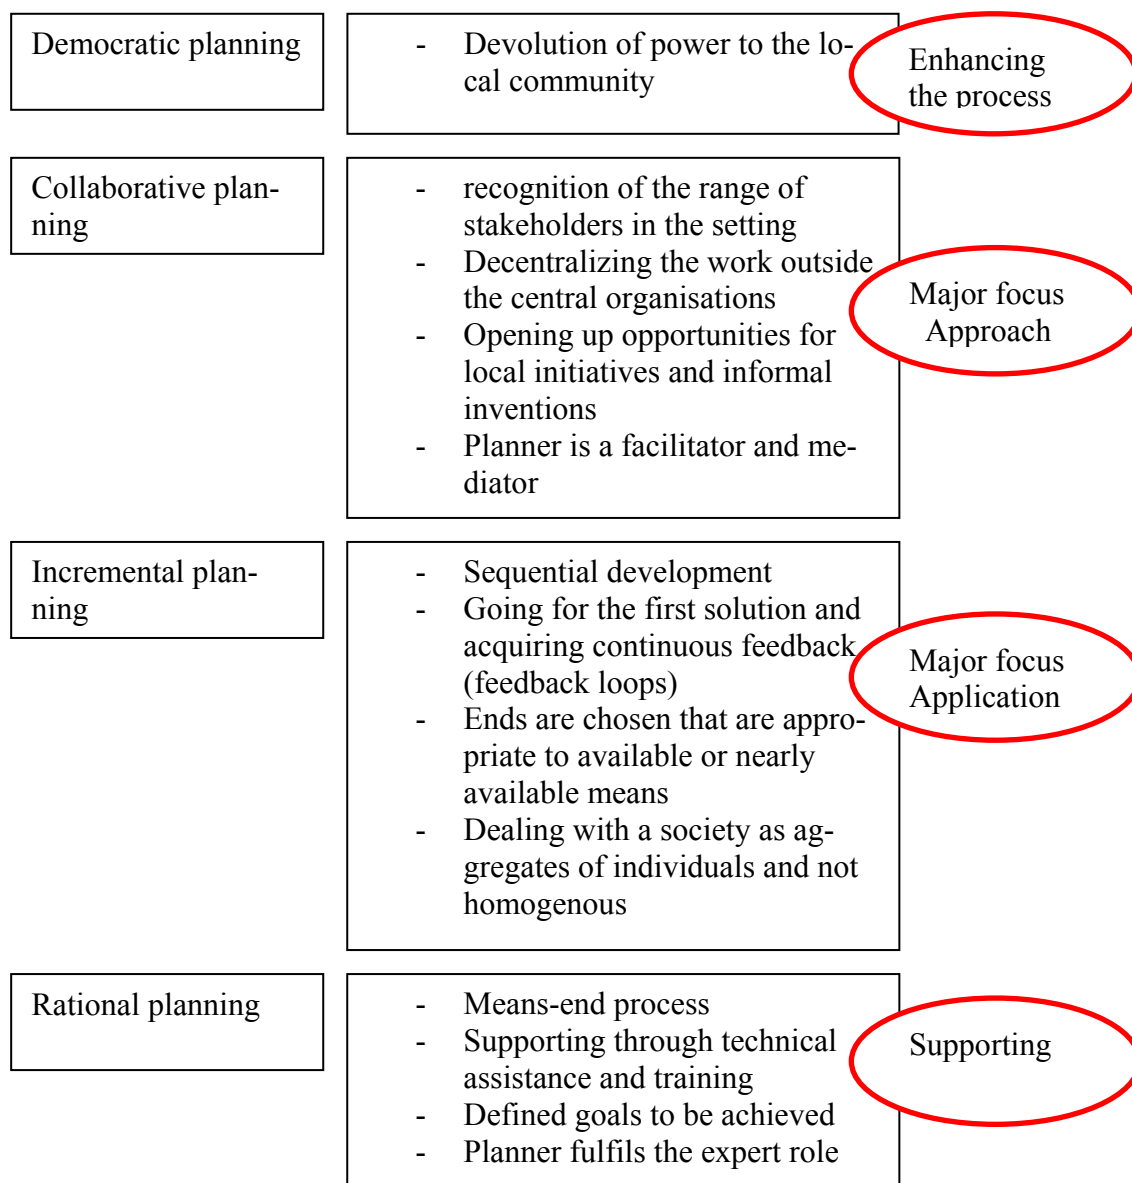 Democratic planning
- Devolution of power to the lo-
cal community
Enhancing
the process
Collaborative plan-
ning
- recognition of the range of
stakeholders in the setting
- Decentralizing the work outside
the central organisations
- Opening up opportunities for
local initiatives and informal
inventions
- Planner is a facilitator and me-
diator
Major focus
Approach
Incremental plan-
ning
- Sequential development
- Going for the first solution and
acquiring continuous feedback
(feedback loops)
- Ends are chosen that are appro-
priate to available or nearly
available means
- Dealing with a society as ag-
gregates of individuals and not
homogenous
Major focus
Application
Rational planning
- Means-end process
- Supporting through technical
assistance and training
- Defined goals to be achieved
- Planner fulfils the expert role
Supporting